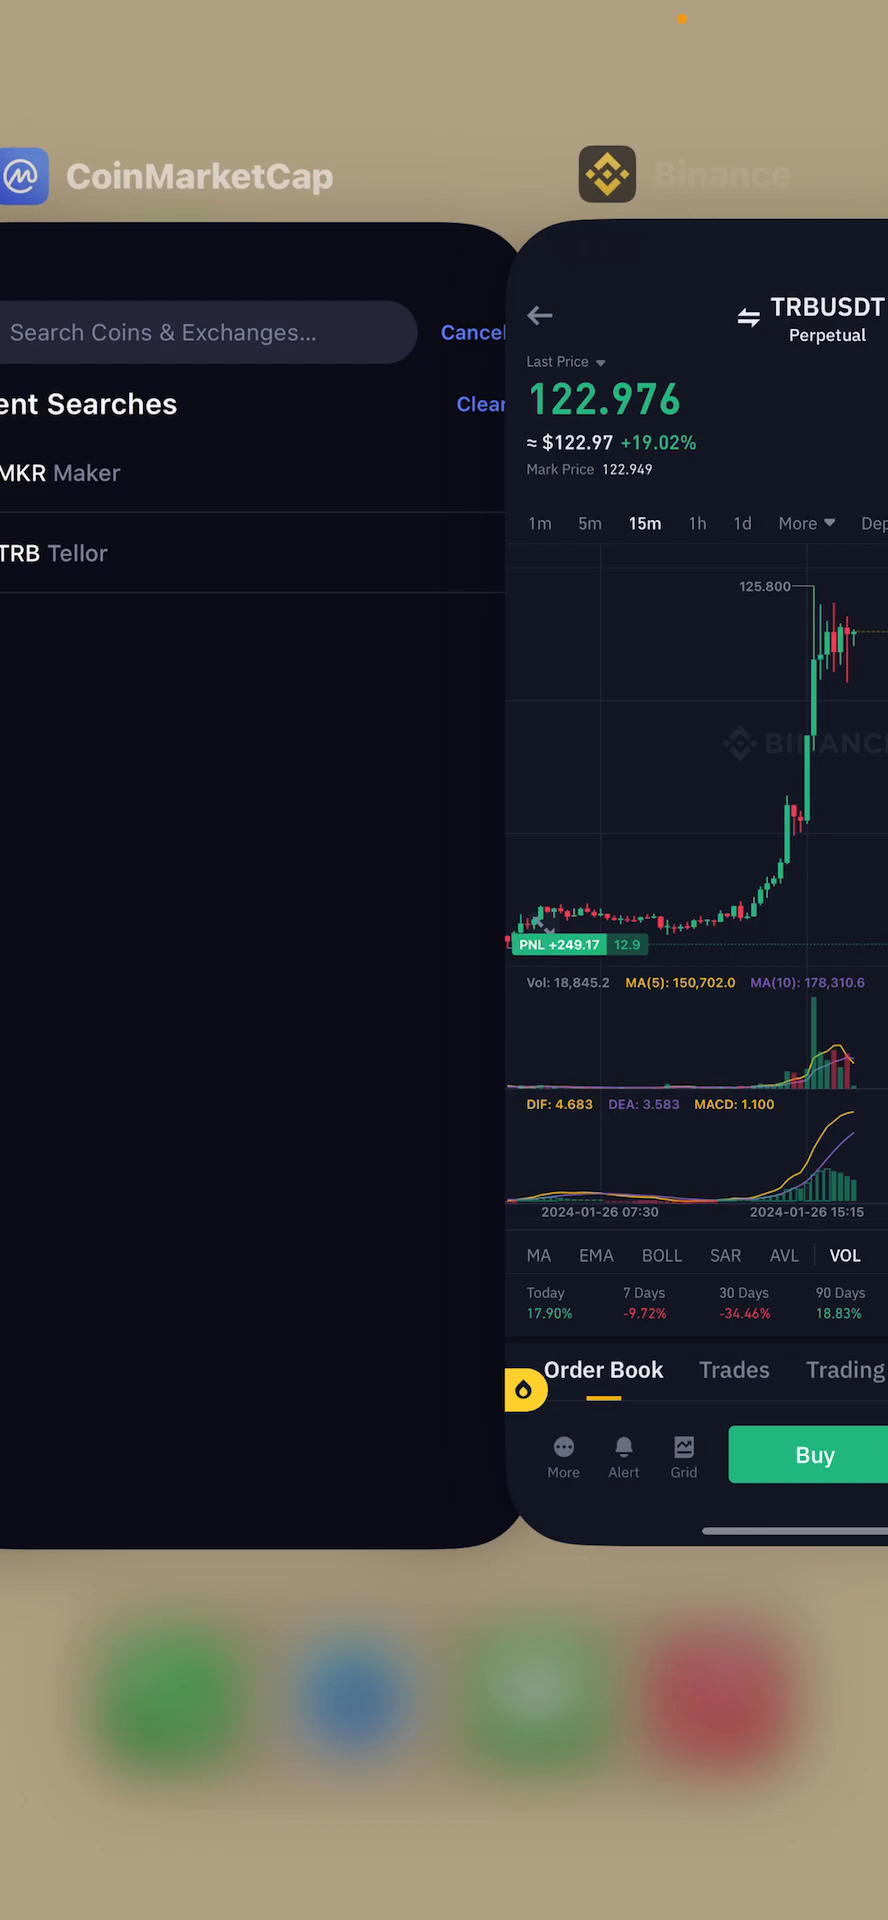 CoinMarketCap
Binance
Search Coins & Exchanges...
Cancel
ent Searches
Clear
MKR Maker
TRB Tellor
TRBUSDT
Perpetual
Last Price
122.976
≈ $122.97 +19.02%
Mark Price 122.949
1m 5m 15m 1h 1d More Dep
125.800
BINANCE
PNL +249.17 12.9
Vol: 18,845.2 MA(5): 150,702.0 MA(10): 178,310.6
DIF: 4.683 DEA: 3.583 MACD: 1.100
2024-01-26 07:30 2024-01-26 15:15
MA EMA BOLL SAR AVL VOL
Today 7 Days 30 Days 90 Days
17.90% -9.72% -34.46% 18.83%
Order Book Trades Trading
More Alert Grid
Buy